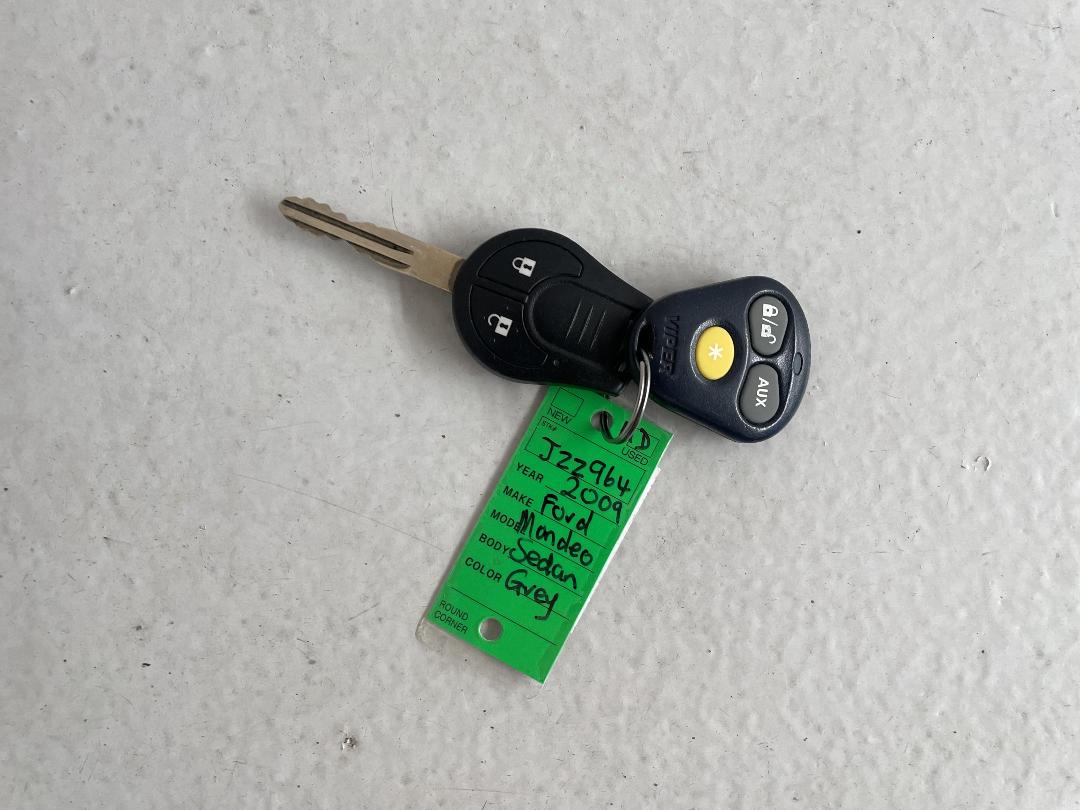 VIPER
AUX
NEW
USED
STK#
JZZ964
YEAR 2009
MAKE Ford
MODEL Mondeo
BODY Sedan
COLOR Grey
ROUND
CORNER